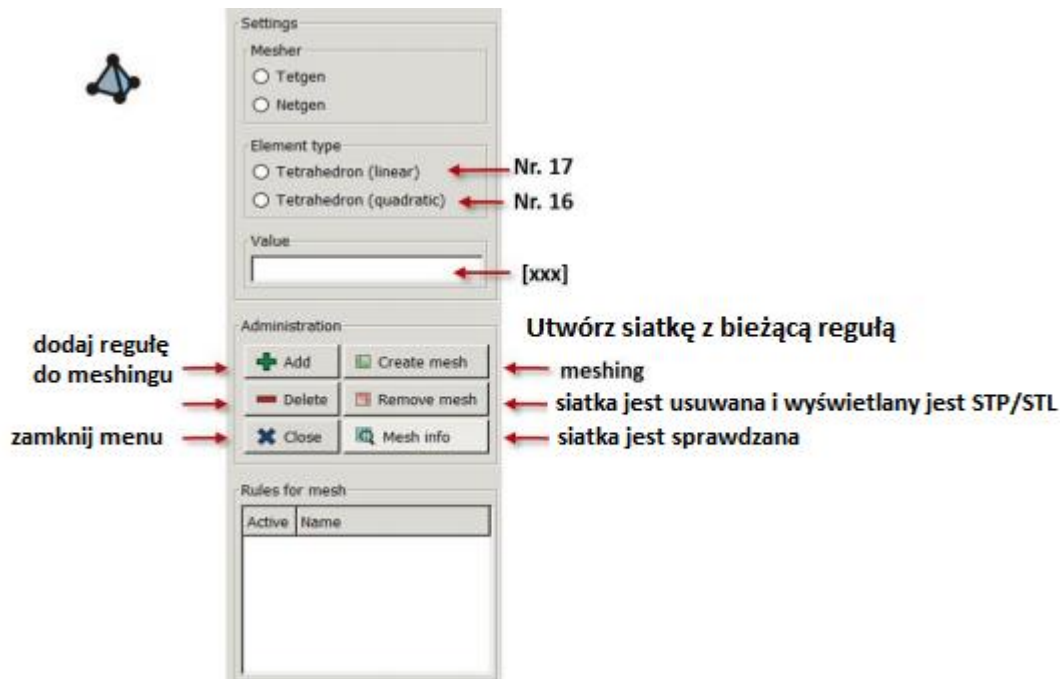 Settings
Mesher
Tetgen
Netgen
Element type
Tetrahedron (linear)
Nr. 17
Tetrahedron (quadratic)
Nr. 16
Value
[xxx]
Administration
Utwórz siatkę z bieżącą regułą
dodaj regułę
do meshingu
Add
Create mesh
meshing
Delete
Remove mesh
siatka jest usuwana i wyświetlany jest STP/STL
zamknij menu
Close
Mesh info
siatka jest sprawdzana
Rules for mesh
Active Name